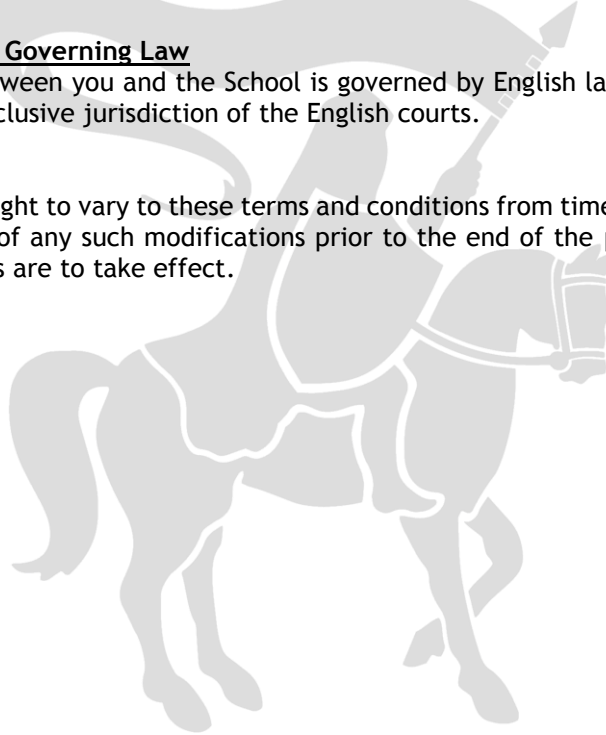 Governing Law
tween you and the School is governed by English la
clusive jurisdiction of the English courts.
ght to vary to these terms and conditions from time
of any such modifications prior to the end of the
s are to take effect.